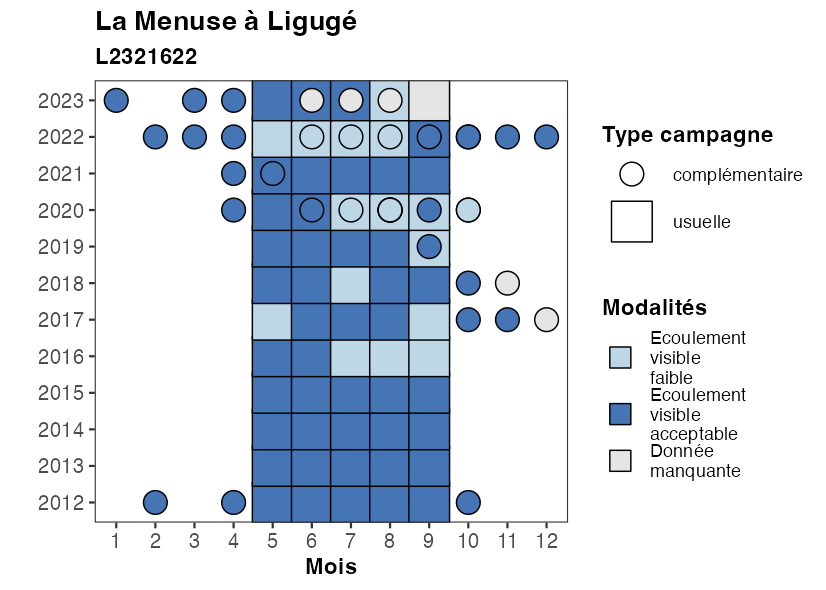 La Menuse à Ligugé
L2321622
2023
2022
2021
2020
2019
2018
2017
2016
2015
2014
2013
2012
1 2 3 4 5 6 7 8 9 10 11 12
Mois
Type campagne
complémentaire
usuelle
Modalités
Ecoulement
visible
faible
Ecoulement
visible
acceptable
Donnée
manquante